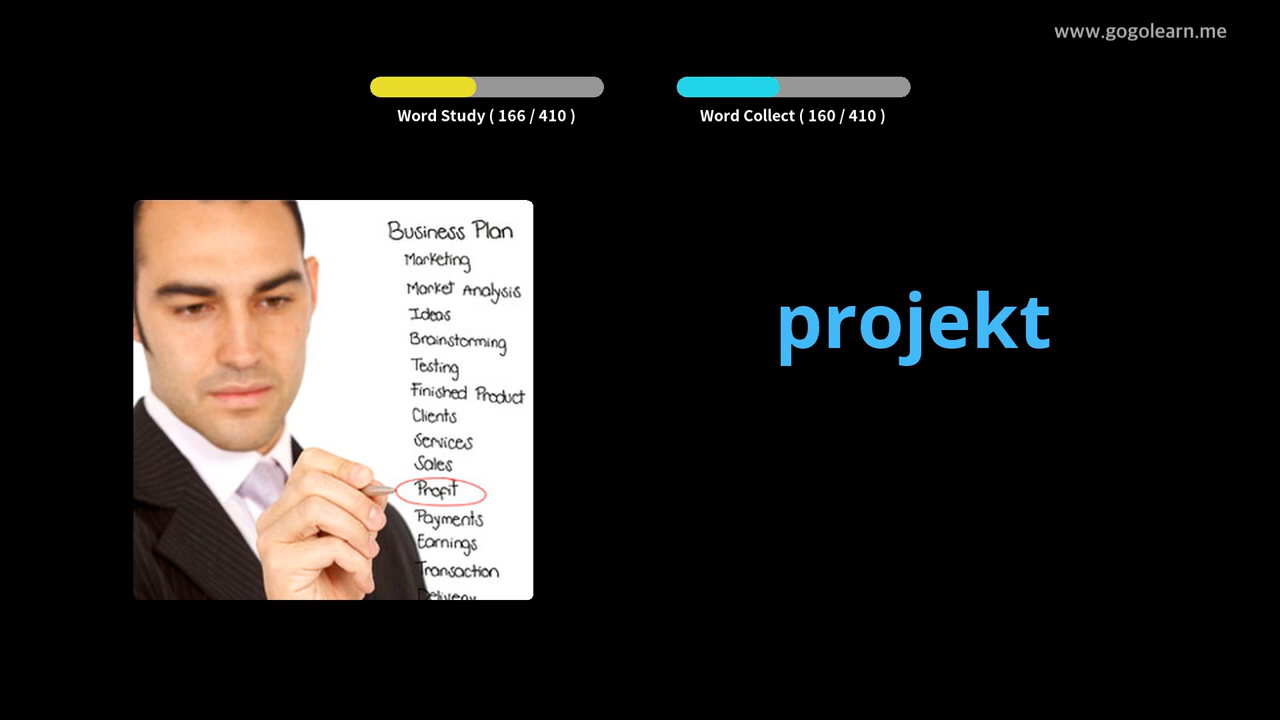 www.gogolearn.me
Word Study ( 166 / 410 )
Word Collect ( 160 / 410 )
Business Plan
Marketing
Market Analysis
Ideas
Brainstorming
Testing
Finished Product
Clients
Services
Sales
Profit
Payments
Earnings
Transaction
Delivery
projekt